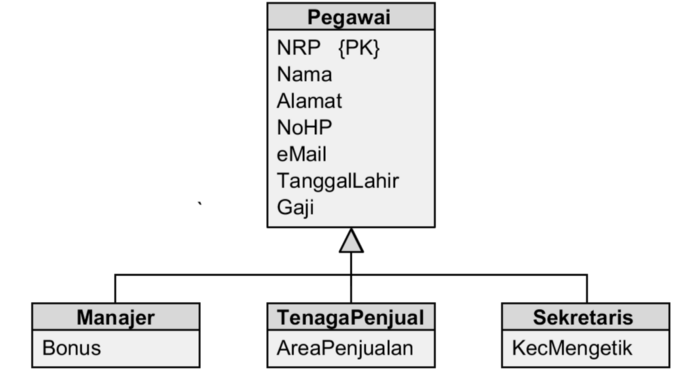 Pegawai
NRP {PK}
Nama
Alamat
NoHP
eMail
TanggalLahir
Gaji
Manajer
Bonus
TenagaPenjual
AreaPenjualan
Sekretaris
KecMengetik